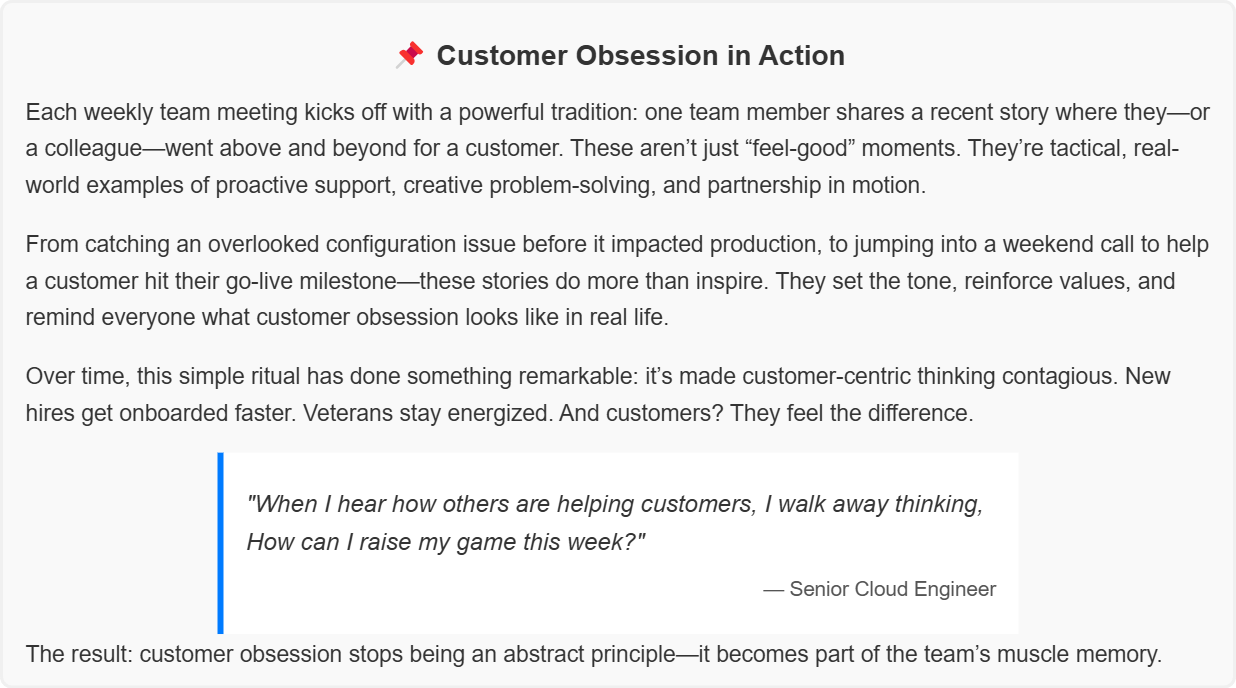 📌 Customer Obsession in Action
Each weekly team meeting kicks off with a powerful tradition: one team member shares a recent story where they—or
a colleague—went above and beyond for a customer. These aren’t just “feel-good” moments. They’re tactical, real-
world examples of proactive support, creative problem-solving, and partnership in motion.
From catching an overlooked configuration issue before it impacted production, to jumping into a weekend call to help
a customer hit their go-live milestone—these stories do more than inspire. They set the tone, reinforce values, and
remind everyone what customer obsession looks like in real life.
Over time, this simple ritual has done something remarkable: it’s made customer-centric thinking contagious. New
hires get onboarded faster. Veterans stay energized. And customers? They feel the difference.
"When I hear how others are helping customers, I walk away thinking,
How can I raise my game this week?"
— Senior Cloud Engineer
The result: customer obsession stops being an abstract principle—it becomes part of the team’s muscle memory.